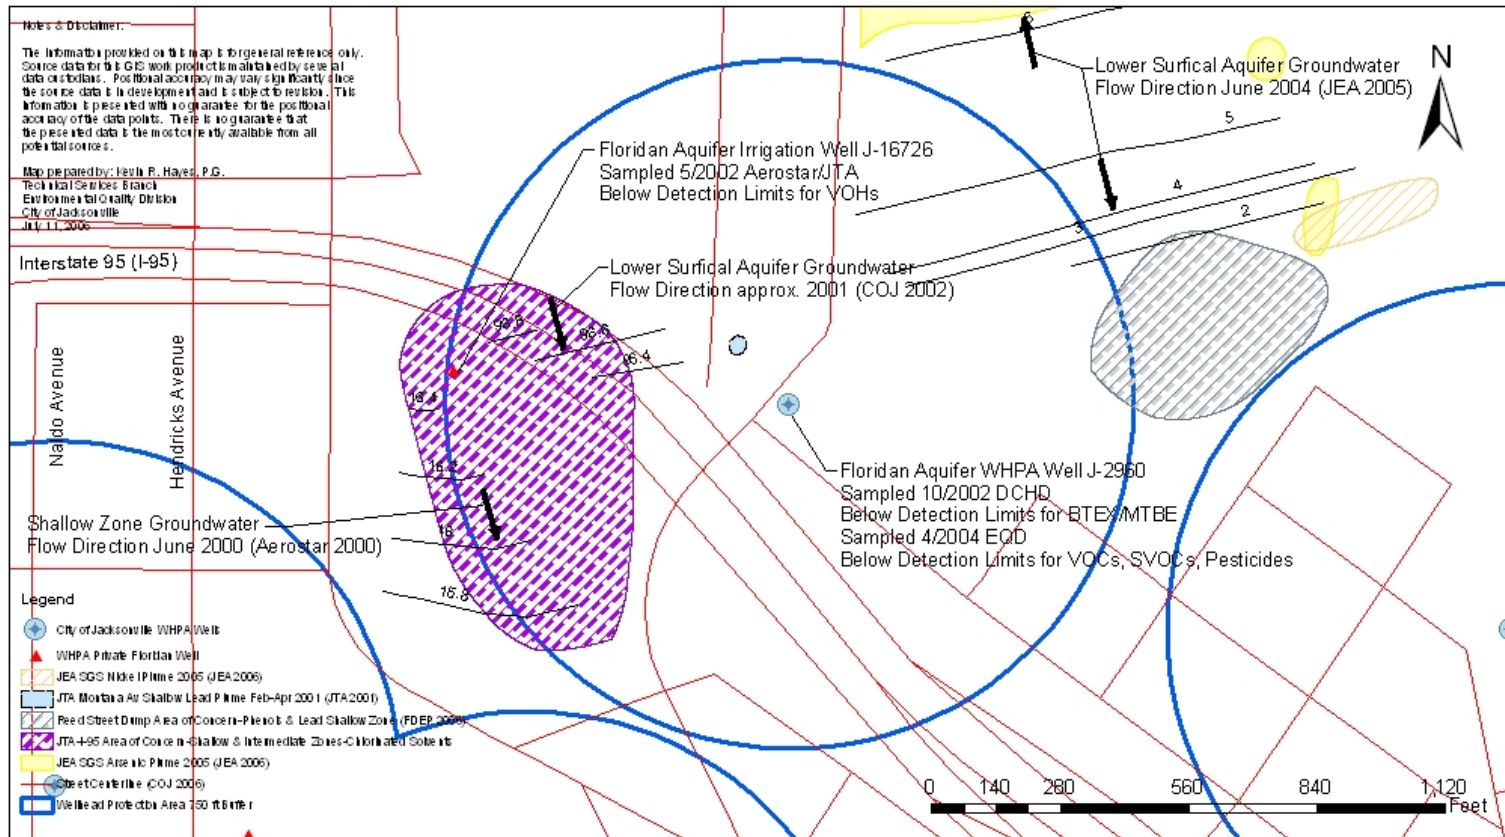 Notes & Disclaimer:
The information provided on this map is for general reference only.
Source data for this GIS work product is maintained by several
data custodians. Positional accuracy may vary significantly since
the source data is in development and is subject to revision. This
information is presented with no guarantee for the positional
accuracy of the data points. There is no guarantee that
the presented data is the most currently available from all
potential sources.
Map prepared by: Kevin R. Hayes, P.G.
Technical Services Branch
Environmental Quality Division
City of Jacksonville
July 11, 2006
Interstate 95 (I-95)
Floridan Aquifer Irrigation Well J-16726
Sampled 5/2002 Aerostar/JTA
Below Detection Limits for VOHs
Lower Surfical Aquifer Groundwater
Flow Direction June 2004 (JEA 2005)
N
6
5
4
3
2
Lower Surfical Aquifer Groundwater
Flow Direction approx. 2001 (COJ 2002)
96.6
96.4
Naldo Avenue
Hendricks Avenue
16.4
16.2
16
16.8
Shallow Zone Groundwater
Flow Direction June 2000 (Aerostar 2000)
Floridan Aquifer WHPA Well J-2960
Sampled 10/2002 DCHD
Below Detection Limits for BTEX/MTBE
Sampled 4/2004 EQD
Below Detection Limits for VOCs, SVOCs, Pesticides
Legend
City of Jacksonville WHPA Wells
WHPA Private Floridan Well
JEA SGS Nickel Plume 2005 (JEA 2006)
JTA Montana Av Shallow Lead Plume Feb-Apr 2001 (JTA 2001)
Reed Street Dump Area of Concern-Phenols & Lead Shallow Zone (FDEP
JTA-I-95 Area of Concern-Shallow & Intermediate Zones-Chlorinated Solvents
JEA SGS Arsenic Plume 2005 (JEA 2006)
Street Centerline (COJ 2006)
Wellhead Protection Area 750 ft Buffer
0 140 280 560 840 1,120
Feet